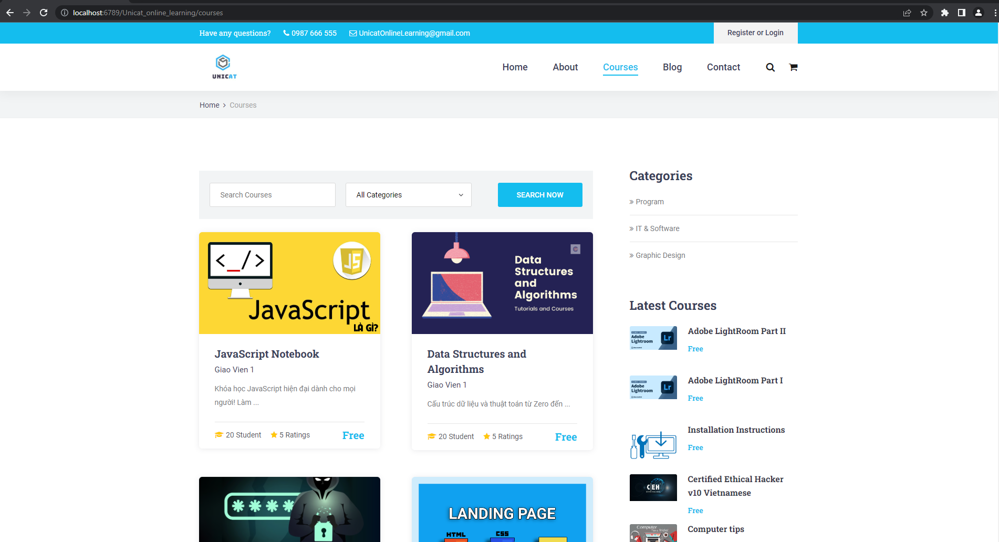 localhost:6789/Unicat_online_learning/courses
Have any questions? 0987 666 555 UnicatOnlineLearning@gmail.com Register or Login
UNICAT
Home About Courses Blog Contact
Home Courses
Search Courses All Categories SEARCH NOW
JavaScript
LÀ GÌ?
JS
JavaScript Notebook
Giao Vien 1
Khóa học JavaScript hiện đại dành cho mọi
người! Làm ...
20 Student 5 Ratings Free
Data
Structures
and
Algorithms
Tutorials and Courses
Data Structures and
Algorithms
Giao Vien 1
Cấu trúc dữ liệu và thuật toán từ Zero đến ...
20 Student 5 Ratings Free
LANDING PAGE
HTML CSS
Categories
Program
IT & Software
Graphic Design
Latest Courses
Adobe
Lightroom
Lr
Adobe LightRoom Part II
Free
Adobe
Lightroom
Lr
Adobe LightRoom Part I
Free
Installation Instructions
Free
CEH
Certified Ethical Hacker
v10 Vietnamese
Free
Computer
Computer tips